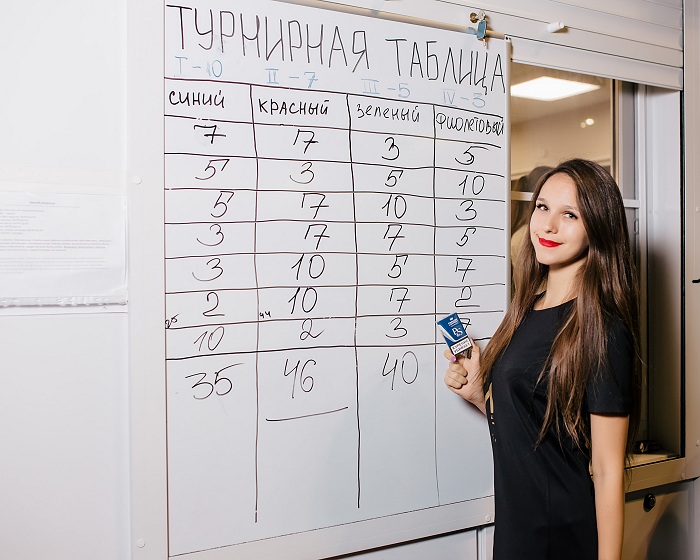 ТУРНИРНАЯ ТАБЛИЦА
I-10 II-7 III-5 IV-3
синий красный зеленый фиолетовый
7 7 3 5
5 3 5 10
5 7 10 3
3 7 7 5
3 10 5 7
2 10 7 2
10 2 3
35 46 40